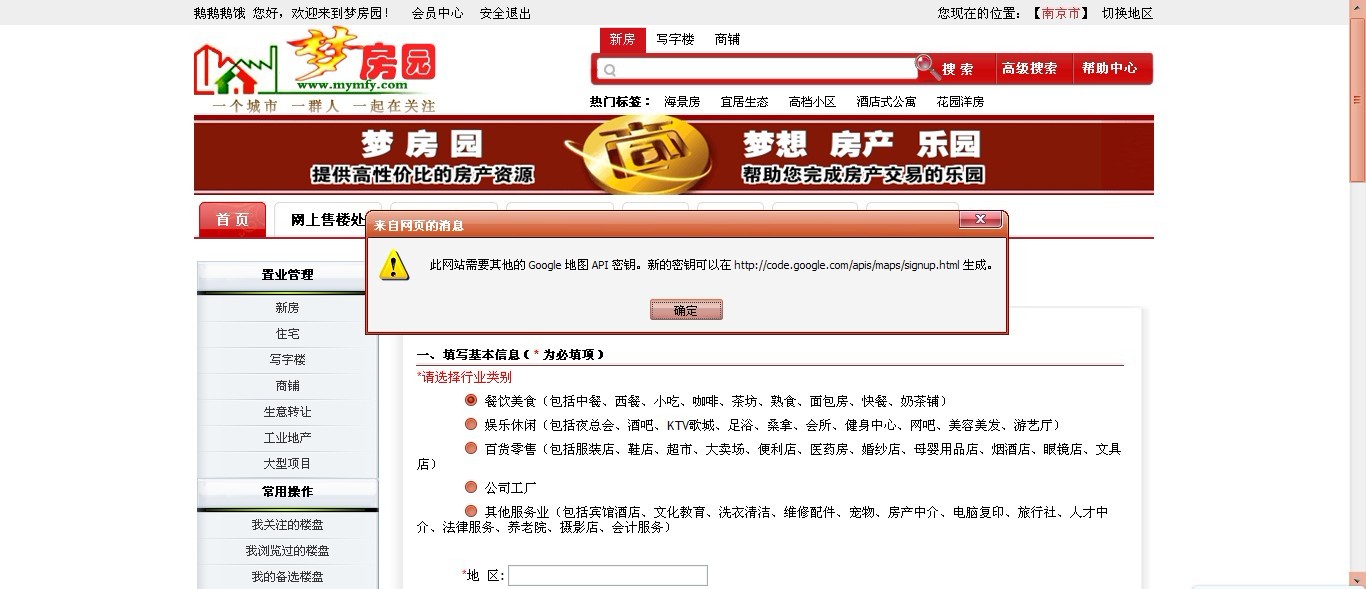 鹅鹅鹅饿 您好，欢迎来到梦房园！ 会员中心 安全退出
您现在的位置：【南京市】 切换地区
梦房园
www.mymfy.com
一个城市 一群人 一起在关注
新房 写字楼 商铺
搜索 高级搜索 帮助中心
热门标签： 海景房 宜居生态 高档小区 酒店式公寓 花园洋房
梦房园
提供高性价比的房产资源
梦想 房产 乐园
帮助您完成房产交易的乐园
首页 网上售楼处
来自网页的消息
此网站需要其他的 Google 地图 API 密钥。新的密钥可以在 http://code.google.com/apis/maps/signup.html 生成。
确定
置业管理
新房
住宅
写字楼
商铺
生意转让
工业地产
大型项目
常用操作
我关注的楼盘
我浏览过的楼盘
我的备选楼盘
一、填写基本信息（* 为必填项）
*请选择行业类别
餐饮美食（包括中餐、西餐、小吃、咖啡、茶坊、熟食、面包房、快餐、奶茶铺）
娱乐休闲（包括夜总会、酒吧、KTV歌城、足浴、桑拿、会所、健身中心、网吧、美容美发、游艺厅）
百货零售（包括服装店、鞋店、超市、大卖场、便利店、医药房、婚纱店、母婴用品店、烟酒店、眼镜店、文具
店）
公司工厂
其他服务业（包括宾馆酒店、文化教育、洗衣清洁、维修配件、宠物、房产中介、电脑复印、旅行社、人才中
介、法律服务、养老院、摄影店、会计服务）
*地 区: